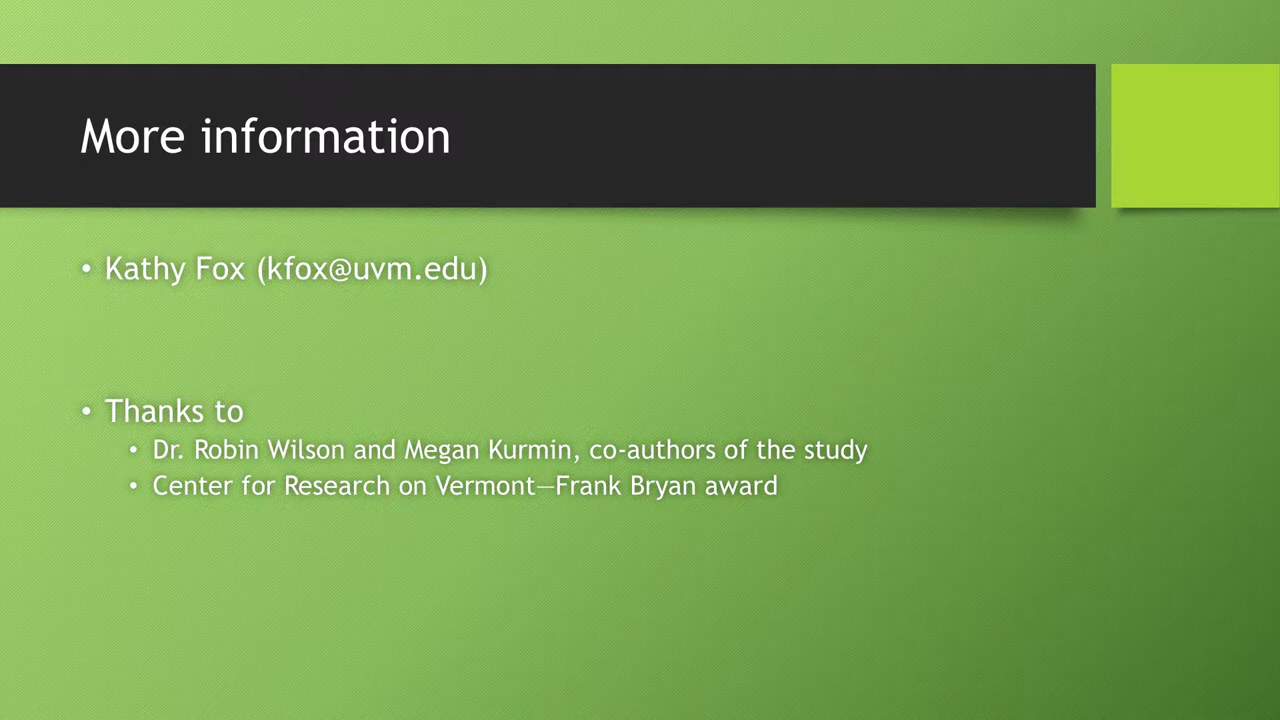 More information
• Kathy Fox (kfox@uvm.edu)
• Thanks to
• Dr. Robin Wilson and Megan Kurmin, co-authors of the study
• Center for Research on Vermont—Frank Bryan award